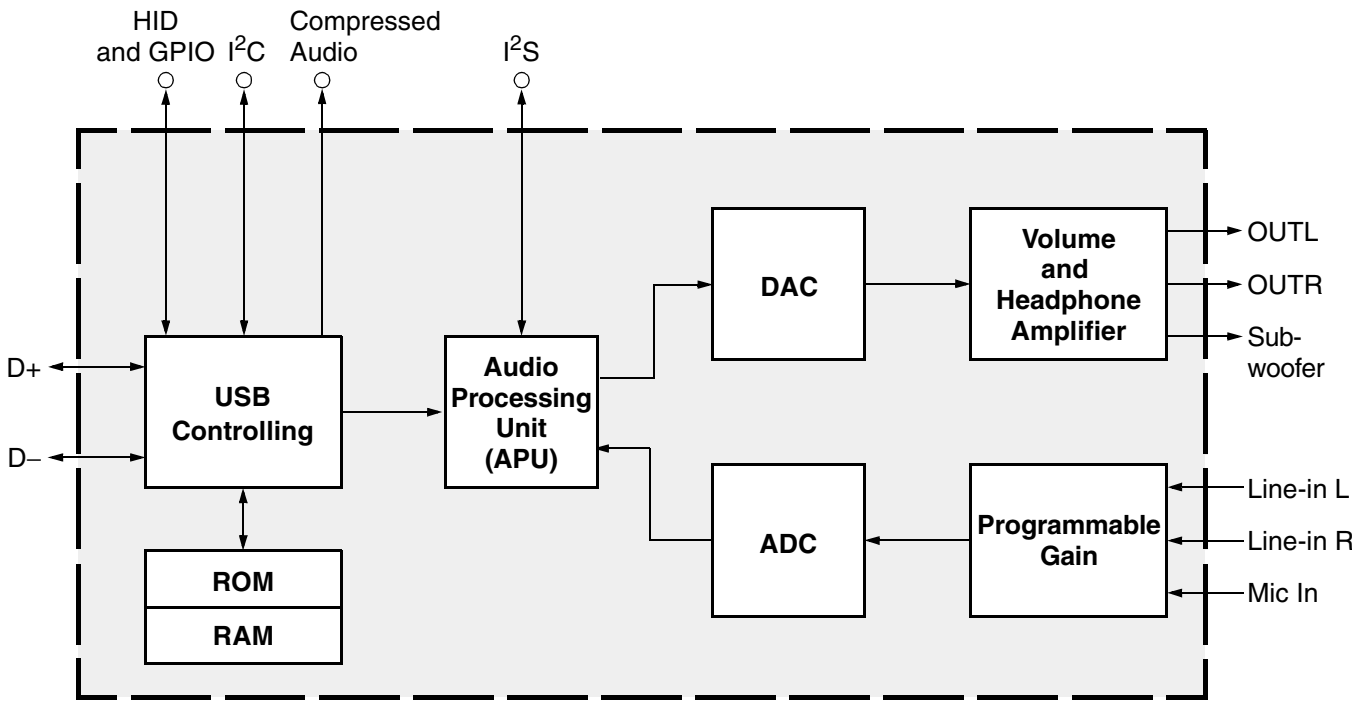 HID
and GPIO
I²C
Compressed
Audio
I²S
D+
D–
USB
Controlling
ROM
RAM
Audio
Processing
Unit
(APU)
DAC
ADC
Volume
and
Headphone
Amplifier
Programmable
Gain
OUTL
OUTR
Sub-
woofer
Line-in L
Line-in R
Mic In